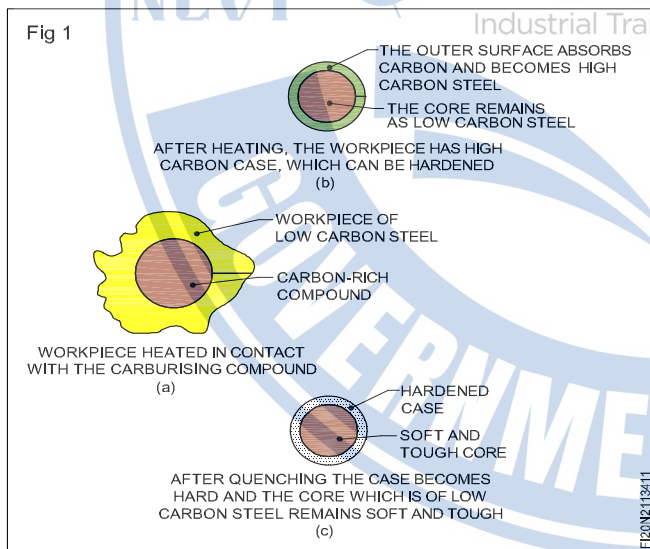 Fig 1
Industrial Tra
THE OUTER SURFACE ABSORBS
CARBON AND BECOMES HIGH
CARBON STEEL
THE CORE REMAINS
AS LOW CARBON STEEL
AFTER HEATING, THE WORKPIECE HAS HIGH
CARBON CASE, WHICH CAN BE HARDENED
(b)
WORKPIECE OF
LOW CARBON STEEL
CARBON-RICH
COMPOUND
WORKPIECE HEATED IN CONTACT
WITH THE CARBURISING COMPOUND
(a)
HARDENED
CASE
SOFT AND
TOUGH CORE
AFTER QUENCHING THE CASE BECOMES
HARD AND THE CORE WHICH IS OF LOW
CARBON STEEL REMAINS SOFT AND TOUGH
(c)
GOVERNME
FI20N2113411